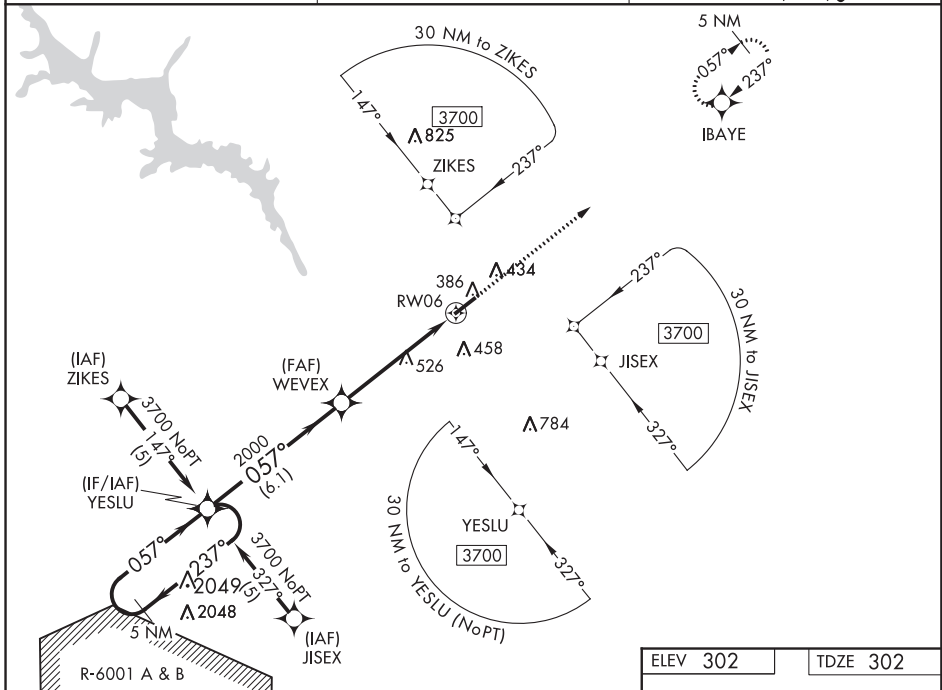 30 NM to ZIKES
147°
3700
825
ZIKES
237°
5 NM
057°
237°
IBAYE
434
386
RW06
458
526
237°
3700
JISEX
327°
30 NM to JISEX
(IAF)
ZIKES
3700 NoPT
147°
(5)
(FAF)
WEVEX
2000
057°
(6.1)
784
(IF/IAF)
YESLU
147°
YESLU
3700
327°
30 NM to YESLU (NoPT)
057°
237°
3700 NoPT
327°
(5)
2049
2048
5 NM
(IAF)
JISEX
R-6001 A & B
ELEV 302
TDZE 302